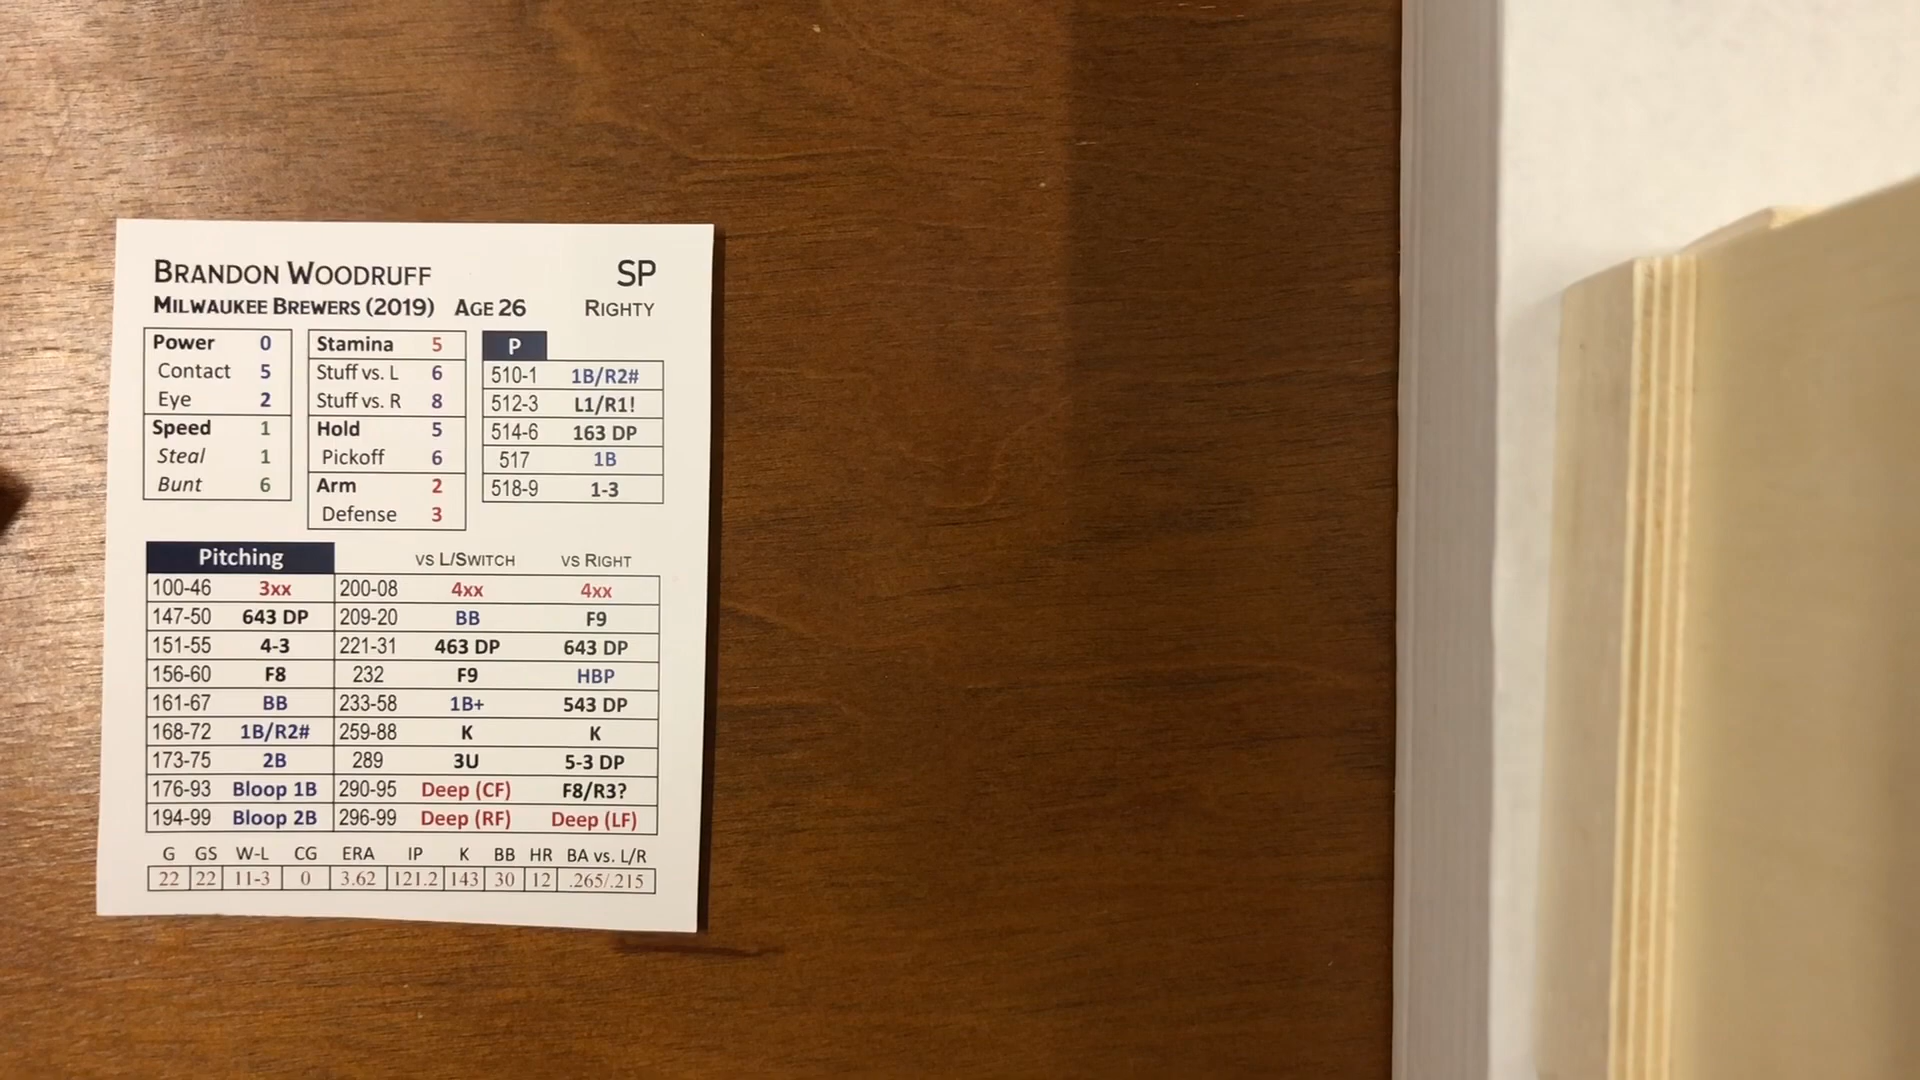 BRANDON WOODRUFF SP
MILWAUKEE BREWERS (2019) AGE 26 RIGHTY
Power 0 Stamina 5 P
Contact 5 Stuff vs. L 6 510-1 1B/R2#
Eye 2 Stuff vs. R 8 512-3 L1/R1!
Speed 1 Hold 5 514-6 163 DP
Steal 1 Pickoff 6 517 1B
Bunt 6 Arm 2 518-9 1-3
Defense 3
Pitching VS L/SWITCH VS RIGHT
100-46 3xx 200-08 4xx 4xx
147-50 643 DP 209-20 BB F9
151-55 4-3 221-31 463 DP 643 DP
156-60 F8 232 F9 HBP
161-67 BB 233-58 1B+ 543 DP
168-72 1B/R2# 259-88 K K
173-75 2B 289 3U 5-3 DP
176-93 Bloop 1B 290-95 Deep (CF) F8/R3?
194-99 Bloop 2B 296-99 Deep (RF) Deep (LF)
G GS W-L CG ERA IP K BB HR BA vs. L/R
22 22 11-3 0 3.62 121.2 143 30 12 .265/.215